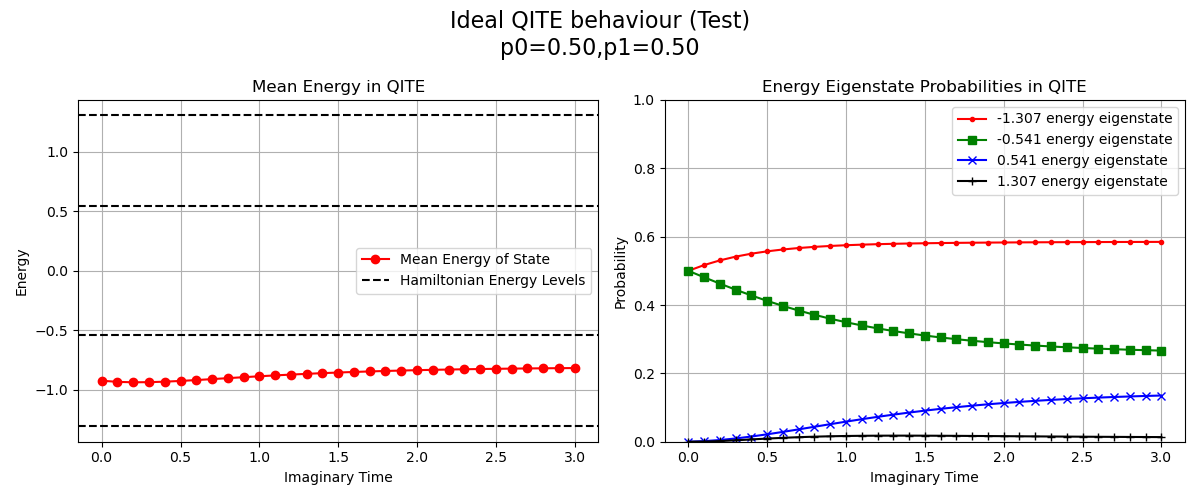 Ideal QITE behaviour (Test)
p0=0.50,p1=0.50
Mean Energy in QITE
Energy
1.0
0.5
0.0
−0.5
−1.0
Mean Energy of State
Hamiltonian Energy Levels
0.0 0.5 1.0 1.5 2.0 2.5 3.0
Imaginary Time
Energy Eigenstate Probabilities in QITE
Probability
1.0
0.8
0.6
0.4
0.2
0.0
-1.307 energy eigenstate
-0.541 energy eigenstate
0.541 energy eigenstate
1.307 energy eigenstate
0.0 0.5 1.0 1.5 2.0 2.5 3.0
Imaginary Time